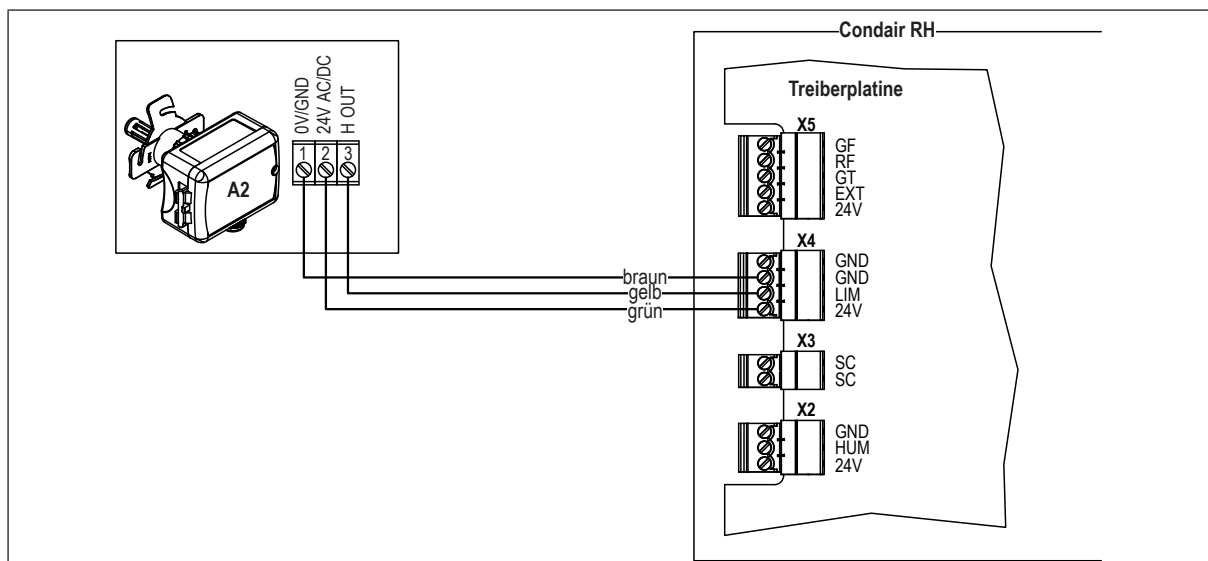 Condair RH
0V/GND
24V AC/DC
H OUT
1
2
3
A2
Treiberplatine
X5
GF
RF
GT
EXT
24V
X4
GND
GND
LIM
24V
braun
gelb
grün
X3
SC
SC
X2
GND
HUM
24V